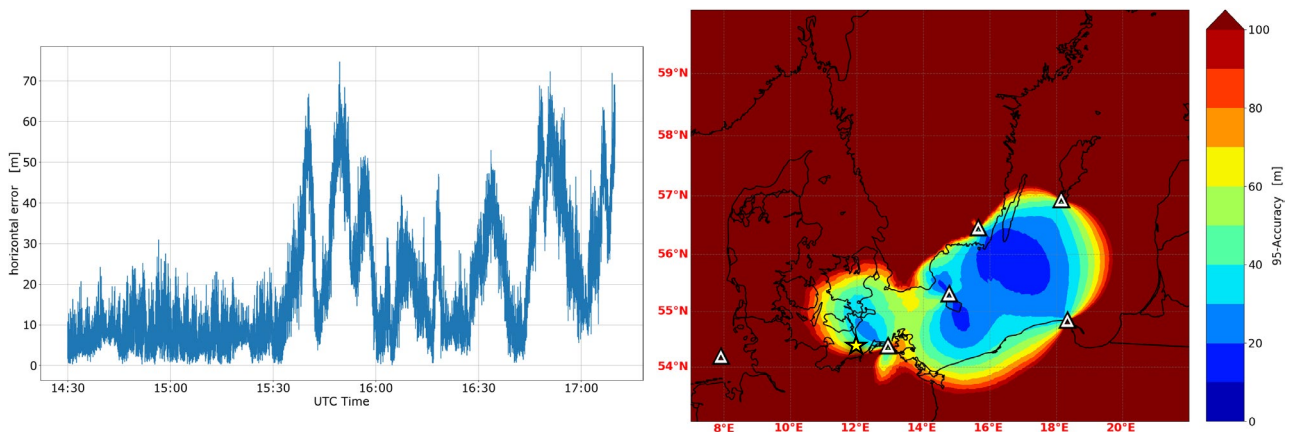 horizontal error [m]
70
60
50
40
30
20
10
0
14:30 15:00 15:30 16:00 16:30 17:00
UTC Time
59°N
58°N
57°N
56°N
55°N
54°N
8°E 10°E 12°E 14°E 16°E 18°E 20°E
100
80
60
40
20
0
95-Accuracy [m]